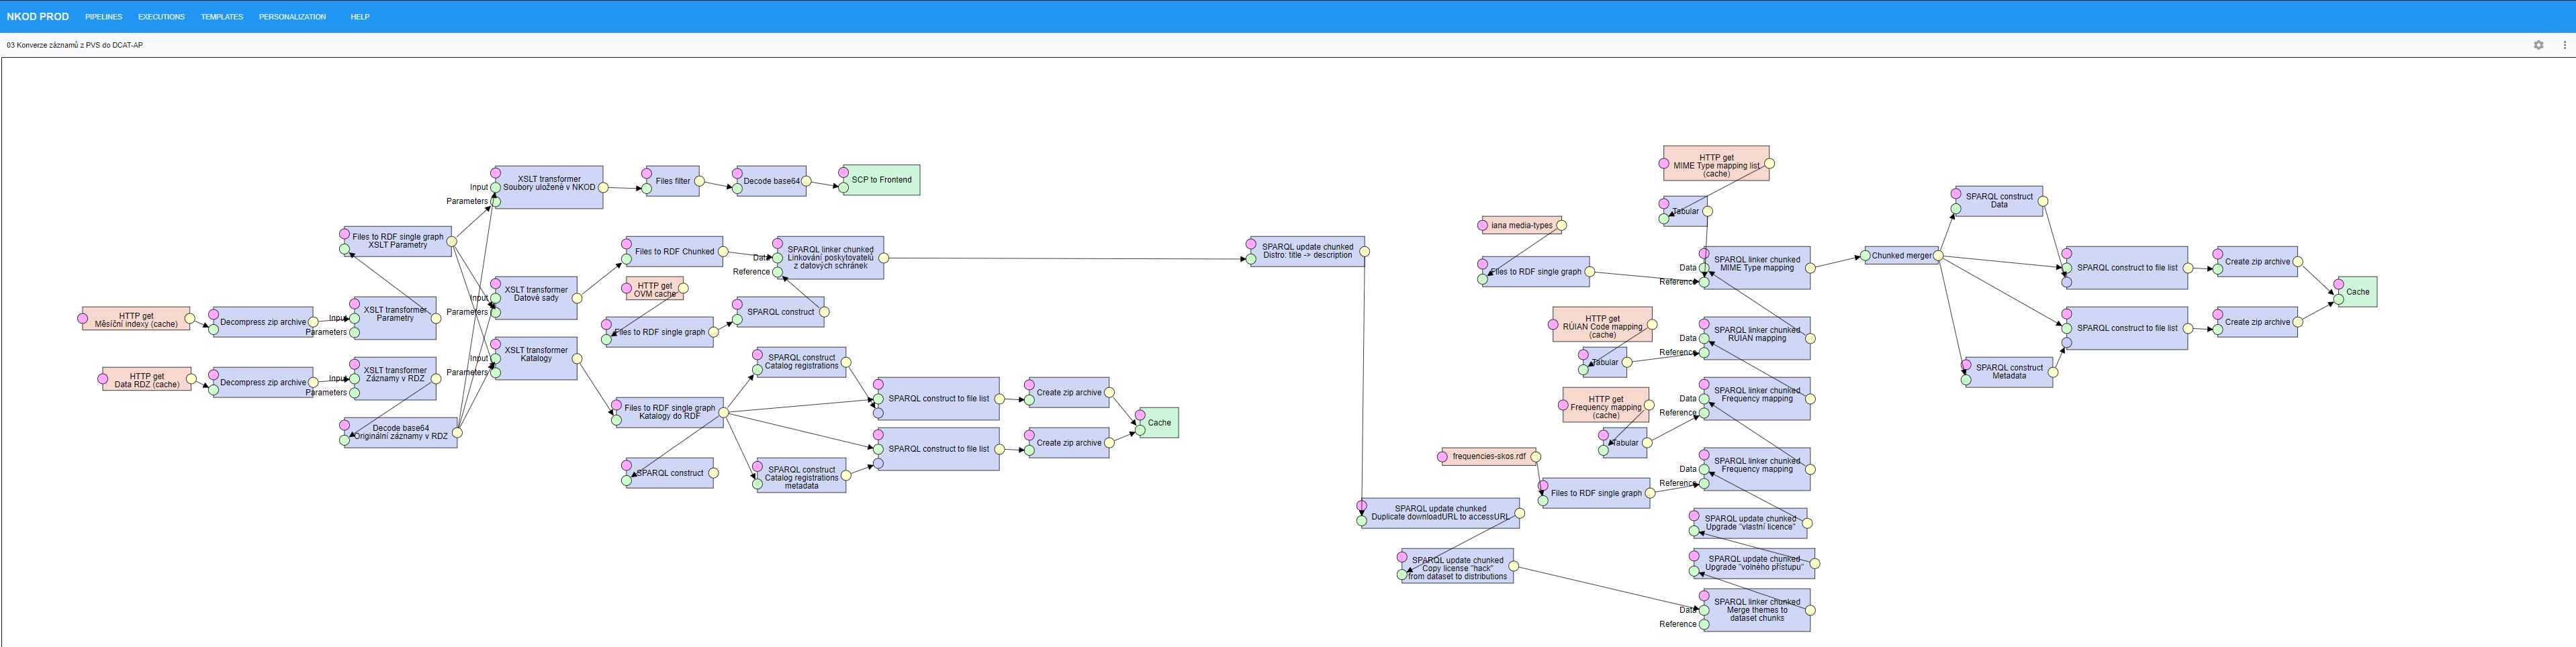 NKOD PROD
PIPELINES
EXECUTIONS
TEMPLATES
PERSONALIZATION
HELP
03 Konverze záznamů z PVS do DCAT-AP
HTTP get
Měsíční indexy (cache)
Decompress zip archive
Input
Parameters
XSLT transformer
Parametry
HTTP get
Data RDZ (cache)
Decompress zip archive
Input
Parameters
XSLT transformer
Záznamy v RDZ
Decode base64
Originální záznamy v RDZ
Files to RDF single graph
XSLT Parametry
Input
Parameters
XSLT transformer
Soubory uložené v NKOD
Files filter
Decode base64
SCP to Frontend
Input
Parameters
XSLT transformer
Datové sady
Input
Parameters
XSLT transformer
Katalogy
Files to RDF Chunked
HTTP get
OVM cache
Files to RDF single graph
SPARQL construct
Data
Reference
SPARQL linker chunked
Linkování poskytovatelů
z datových schránek
Files to RDF single graph
Katalogy do RDF
SPARQL construct
SPARQL construct
Catalog registrations
SPARQL construct
Catalog registrations
metadata
SPARQL construct to file list
SPARQL construct to file list
Create zip archive
Create zip archive
Cache
SPARQL update chunked
Distro: title -> description
SPARQL update chunked
Duplicate downloadURL to accessURL
SPARQL update chunked
Copy license "hack"
from dataset to distributions
Data
Reference
SPARQL linker chunked
Merge themes to
dataset chunks
SPARQL update chunked
Upgrade "volného přístupu"
SPARQL update chunked
Upgrade "vlastní licence"
frequencies-skos.rdf
Files to RDF single graph
Data
Reference
SPARQL linker chunked
Frequency mapping
HTTP get
Frequency mapping
(cache)
Tabular
Data
Reference
SPARQL linker chunked
Frequency mapping
HTTP get
RÚIAN Code mapping
(cache)
Tabular
Data
Reference
SPARQL linker chunked
RÚIAN mapping
HTTP get
MIME Type mapping list
(cache)
Tabular
iana media-types
Files to RDF single graph
Data
Reference
SPARQL linker chunked
MIME Type mapping
Chunked merger
SPARQL construct
Data
SPARQL construct
Metadata
SPARQL construct to file list
SPARQL construct to file list
Create zip archive
Create zip archive
Cache